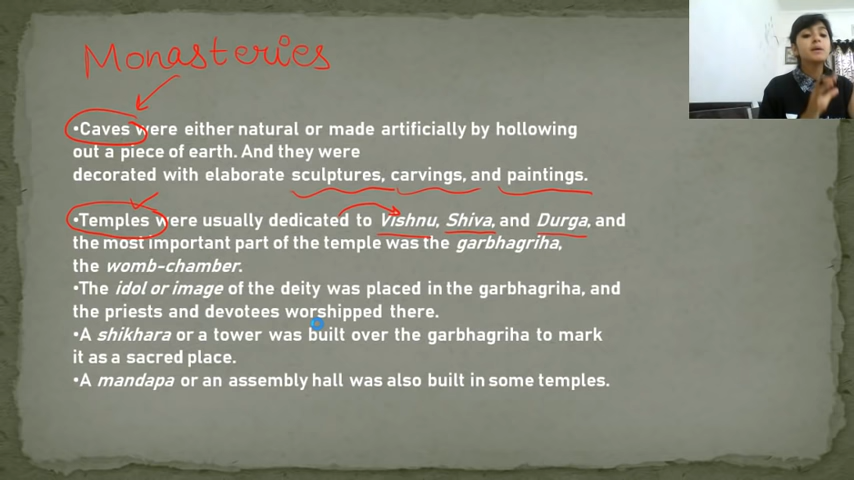 Monasteries
•Caves were either natural or made artificially by hollowing
out a piece of earth. And they were
decorated with elaborate sculptures, carvings, and paintings.
•Temples were usually dedicated to Vishnu, Shiva, and Durga, and
the most important part of the temple was the garbhagriha,
the womb-chamber.
•The idol or image of the deity was placed in the garbhagriha, and
the priests and devotees worshipped there.
•A shikhara or a tower was built over the garbhagriha to mark
it as a sacred place.
•A mandapa or an assembly hall was also built in some temples.